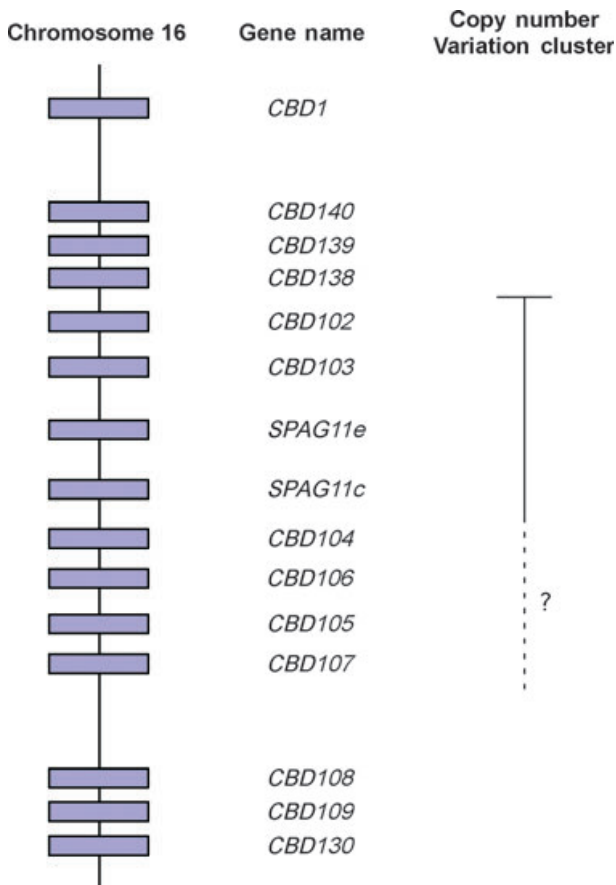 Chromosome 16
Gene name
Copy number
Variation cluster
CBD1
CBD140
CBD139
CBD138
CBD102
CBD103
SPAG11e
SPAG11c
CBD104
CBD106
CBD105
?
CBD107
CBD108
CBD109
CBD130